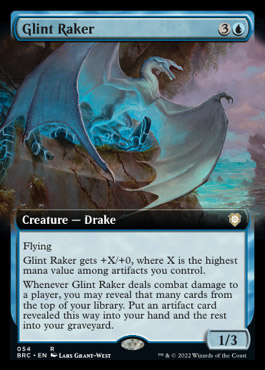 Glint Raker 3
Creature — Drake
Flying
Glint Raker gets +X/+0, where X is the highest
mana value among artifacts you control.
Whenever Glint Raker deals combat damage to
a player, you may reveal that many cards from
the top of your library. Put an artifact card
revealed this way into your hand and the rest
into your graveyard.
1/3
054 R
BRC • EN Lars Grant-West ™ & © 2022 Wizards of the Coast